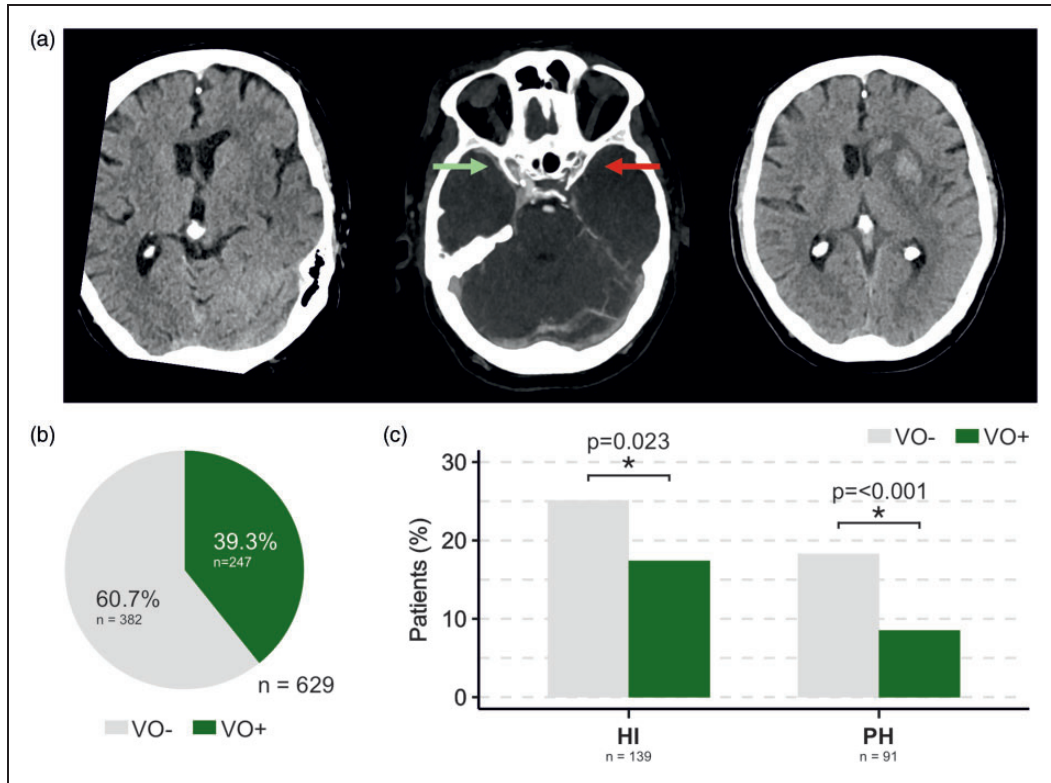 (a)
(b)
39.3%
n=247
60.7%
n = 382
n = 629
VO-
VO+
(c)
VO-
VO+
p=0.023
*
p=<0.001
*
Patients (%)
30
20
10
0
HI
n = 139
PH
n = 91